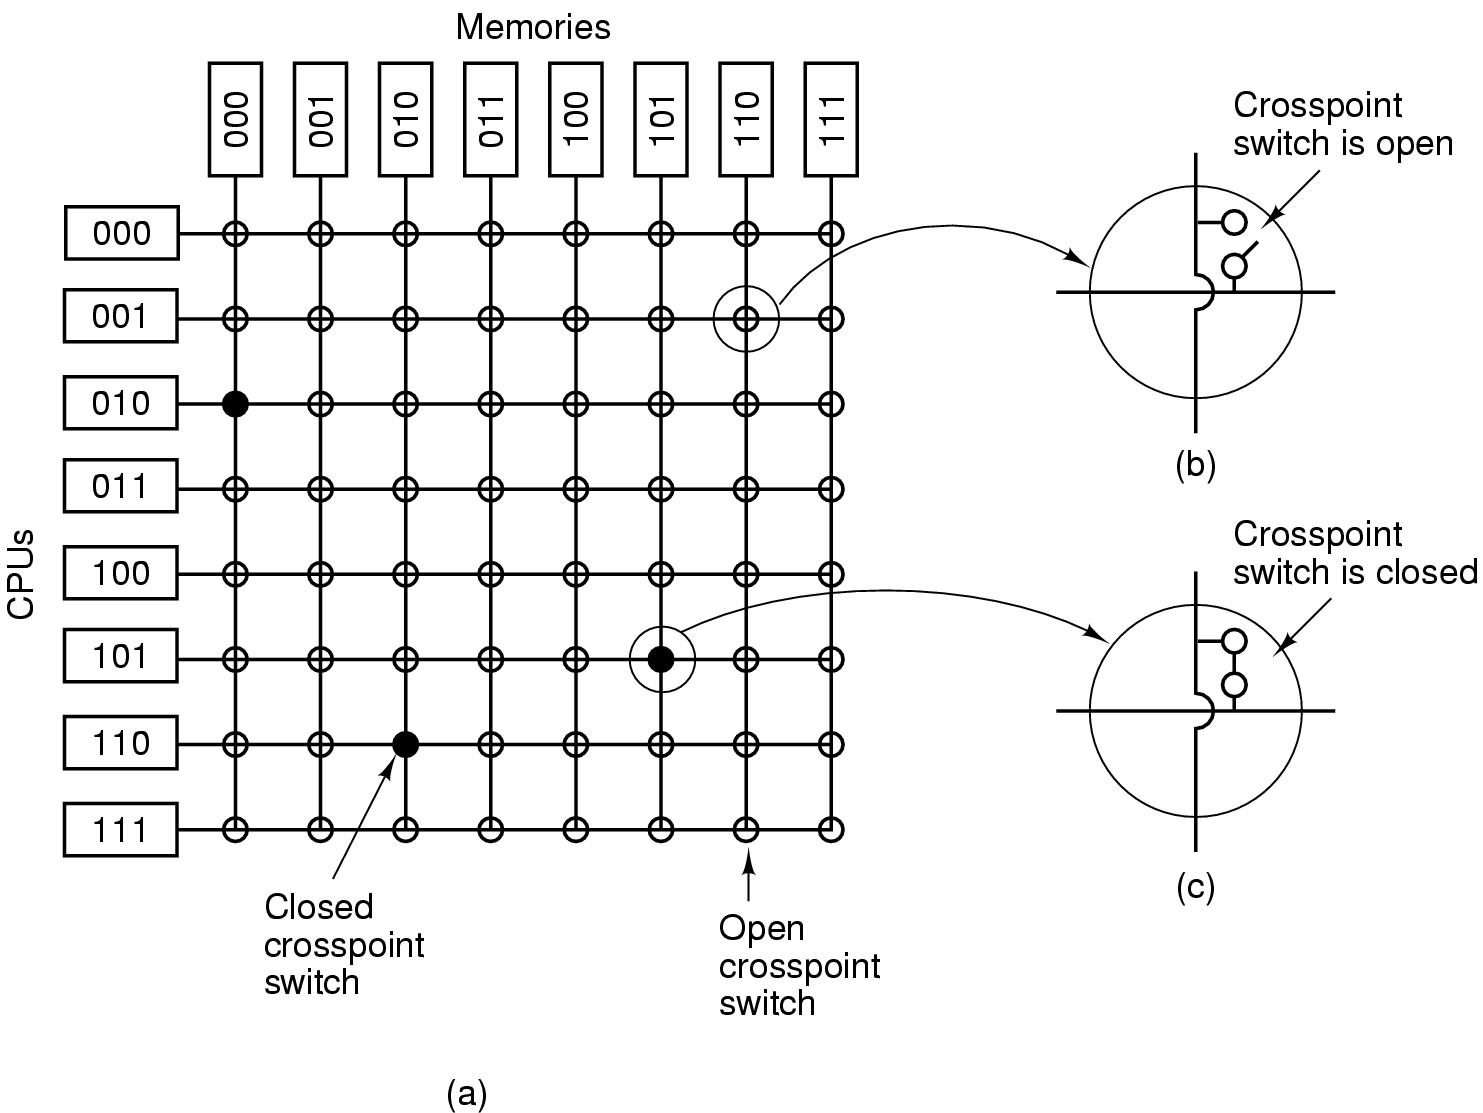 Memories
000
001
010
011
100
101
110
111
CPUs
000
001
010
011
100
101
110
111
Closed
crosspoint
switch
Open
crosspoint
switch
(a)
Crosspoint
switch is open
(b)
Crosspoint
switch is closed
(c)